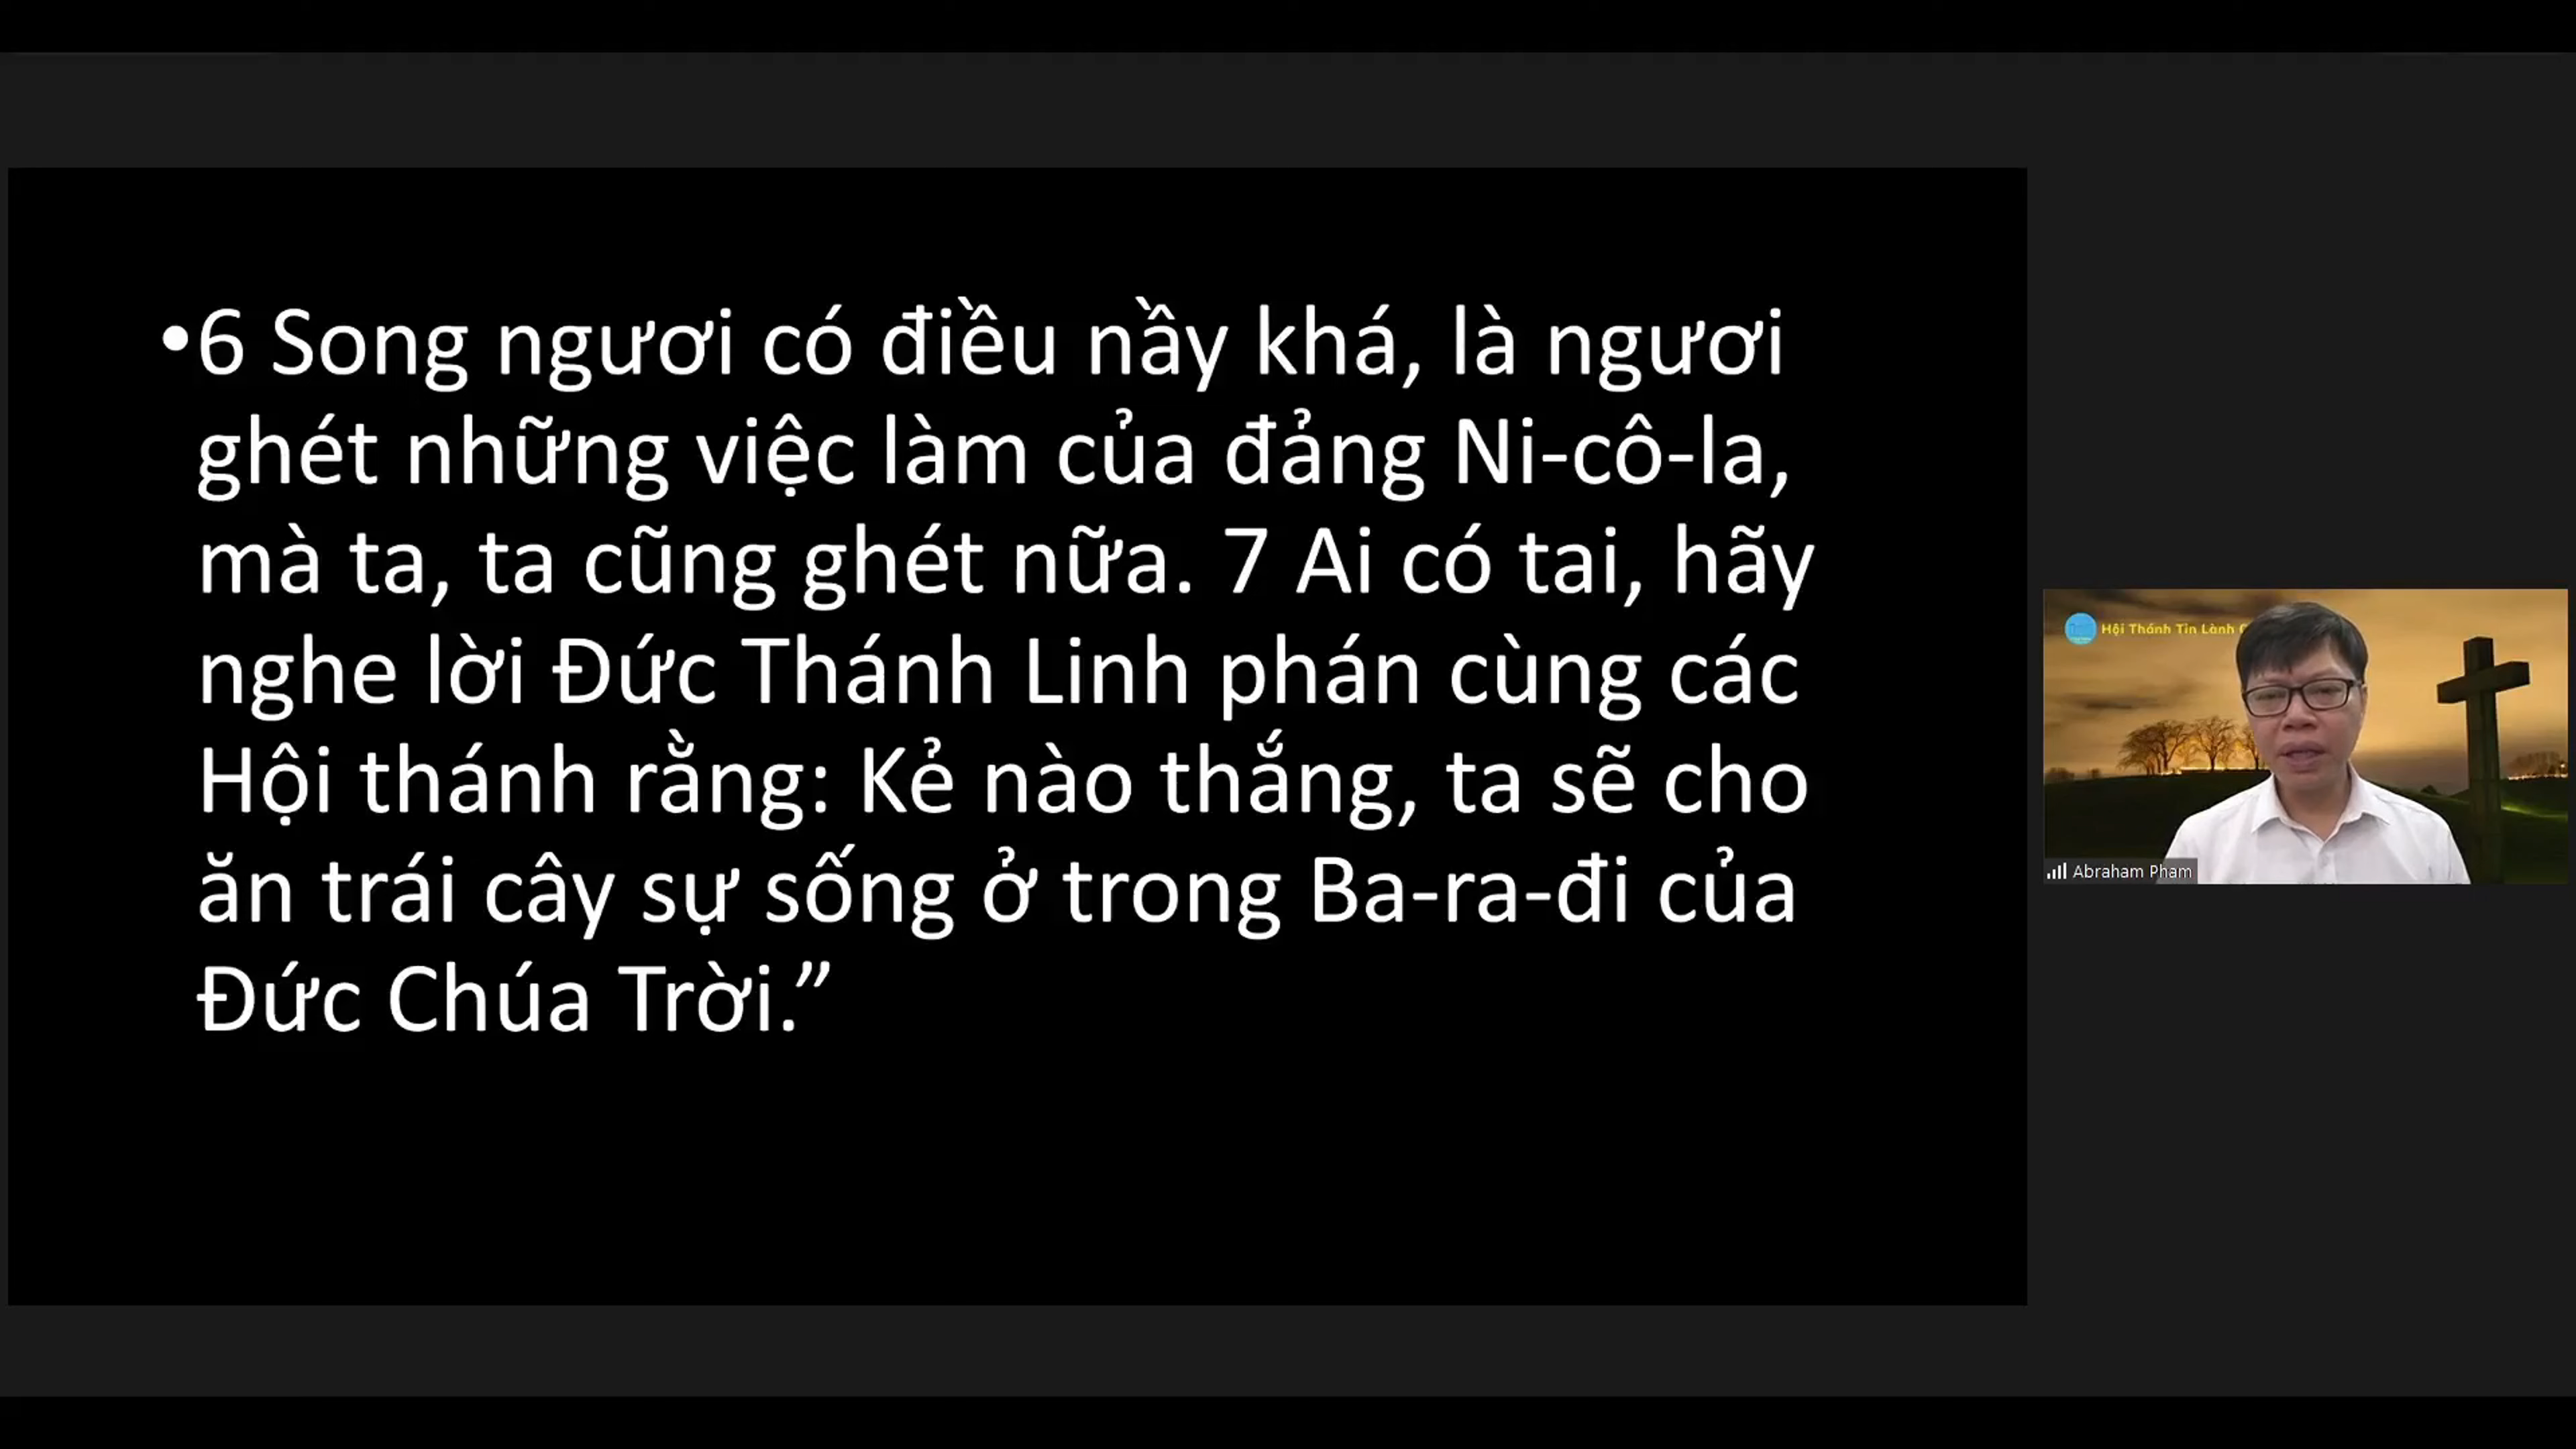 •6 Song ngươi có điều nầy khá, là ngươi
ghét những việc làm của đảng Ni-cô-la,
mà ta, ta cũng ghét nữa. 7 Ai có tai, hãy
nghe lời Đức Thánh Linh phán cùng các
Hội thánh rằng: Kẻ nào thắng, ta sẽ cho
ăn trái cây sự sống ở trong Ba-ra-đi của
Đức Chúa Trời.”
Hội Thánh Tin Lành
Abraham Pham